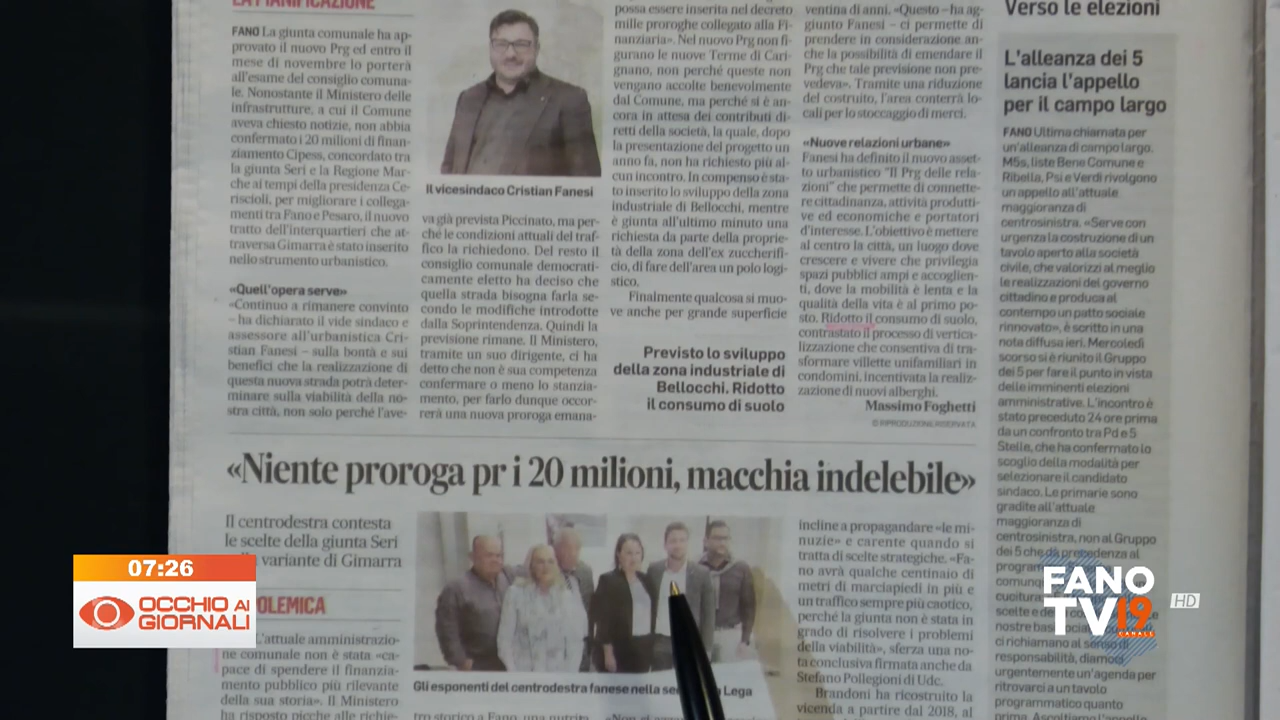 LA PIANIFICAZIONE
FANO La giunta comunale ha ap-
provato il nuovo Prg ed entro il
mese di novembre lo porterà
all'esame del consiglio comuna-
le. Nonostante il Ministero delle
infrastrutture, a cui il Comune
aveva chiesto notizie, non abbia
confermato i 20 milioni di finan-
ziamento Cipess, concordato tra
la giunta Seri e la Regione Mar-
che ai tempi della presidenza Ce-
riscioli, per migliorare i collega-
menti tra Fano e Pesaro, il nuovo
tratto dell'interquartieri che at-
traversa Gimarra è stato inserito
nello strumento urbanistico.
«Quell'opera serve»
«Continuo a rimanere convinto
– ha dichiarato il vide sindaco e
assessore all'urbanistica Cri-
stian Fanesi – sulla bontà e sui
benefici che la realizzazione di
questa nuova strada potrà deter-
minare sulla viabilità della no-
stra città, non solo perché l'ave-
Il vicesindaco Cristian Fanesi
va già prevista Piccinato, ma per-
ché le condizioni attuali del traf-
fico la richiedono. Del resto il
consiglio comunale democrati-
camente eletto ha deciso che
quella strada bisogna farla se-
condo le modifiche introdotte
dalla Soprintendenza. Quindi la
previsione rimane. Il Ministero,
tramite un suo dirigente, ci ha
detto che non è sua competenza
confermare o meno lo stanzia-
mento, per farlo dunque occor-
rerà una nuova proroga emana-
possa essere inserita nel decreto
mille proroghe collegato alla Fi-
nanziaria». Nel nuovo Prg non fi-
gurano le nuove Terme di Cari-
gnano, non perché queste non
vengano accolte benevolmente
dal Comune, ma perché si è an-
cora in attesa dei contributi di-
retti della società, la quale, dopo
la presentazione del progetto un
anno fa, non ha richiesto più al-
cun incontro. In compenso è sta-
to inserito lo sviluppo della zona
industriale di Bellocchi, mentre
è giunta all'ultimo minuto una
richiesta da parte della proprie-
tà della zona dell'ex zuccherifi-
cio, di fare dell'area un polo logi-
stico.
Finalmente qualcosa si muo-
ve anche per grande superficie
Previsto lo sviluppo
della zona industriale di
Bellocchi. Ridotto
il consumo di suolo
ventina di anni. «Questo – ha ag-
giunto Fanesi – ci permette di
prendere in considerazione an-
che la possibilità di emendare il
Prg che tale previsione non pre-
vedeva». Tramite una riduzione
del costruito, l'area conterrà lo-
cali per lo stoccaggio di merci.
«Nuove relazioni urbane»
Fanesi ha definito il nuovo asset-
to urbanistico "Il Prg delle rela-
zioni" che permette di connette-
re cittadinanza, attività produtti-
ve ed economiche e portatori
d'interesse. L'obiettivo è mettere
al centro la città, un luogo dove
crescere e vivere che privilegia
spazi pubblici ampi e accoglien-
ti, dove la mobilità è lenta e la
qualità della vita è al primo po-
sto. Ridotto il consumo di suolo,
contrastato il processo di vertica-
lizzazione che consentiva di tra-
sformare villette unifamiliari in
condomini, incentivata la realiz-
zazione di nuovi alberghi.
Massimo Foghetti
© RIPRODUZIONE RISERVATA
Verso le elezioni
L'alleanza dei 5
lancia l'appello
per il campo largo
FANO Ultima chiamata per
un'alleanza di campo largo.
M5s, liste Bene Comune e
Ribella, Psi e Verdi rivolgono
un appello all'attuale
maggioranza di
centrosinistra. «Serve con
urgenza la costruzione di un
tavolo aperto alla società
civile, che valorizzi al meglio
le realizzazioni del governo
cittadino e produca al
contempo un patto sociale
rinnovato», è scritto in una
nota diffusa ieri. Mercoledì
scorso si è riunito il Gruppo
dei 5 per fare il punto in vista
delle imminenti elezioni
amministrative. L'incontro è
stato preceduto 24 ore prima
da un confronto tra Pd e 5
Stelle, che ha confermato lo
scoglio della modalità per
selezionare il candidato
sindaco. Le primarie sono
gradite all'attuale
maggioranza di
centrosinistra, non al Gruppo
dei 5 che dà precedenza al
program
comun
cucitura
scelte e
nostre bas
ci richiamano al senso di
responsabilità, diamoci
urgentemente un'agenda per
ritrovarci a un tavolo
programmatico quanto
prima. Ascoltiamo l'appello
«Niente proroga pr i 20 milioni, macchia indelebile»
Il centrodestra contesta
le scelte della giunta Seri
variante di Gimarra
POLEMICA
L'attuale amministrazio-
ne comunale non è stata «ca-
pace di spendere il finanzia-
mento pubblico più rilevante
della sua storia». Il Ministero
ha risposto picche alle richie-
Gli esponenti del centrodestra fanese nella Lega
tro storico a Fano, una nutrita
incline a propagandare «le mi-
nuzie» e carente quando si
tratta di scelte strategiche. «Fa-
no avrà qualche centinaio di
metri di marciapiedi in più e
un traffico sempre più caotico,
perché la giunta non è stata in
grado di risolvere i problemi
della viabilità», sferza una no-
ta conclusiva firmata anche da
Stefano Pollegioni di Udc.
Brandoni ha ricostruito la
vicenda a partire dal 2018, al
07:26
OCCHIO AI
GIORNALI
FANO
TV19
CANALE
HD